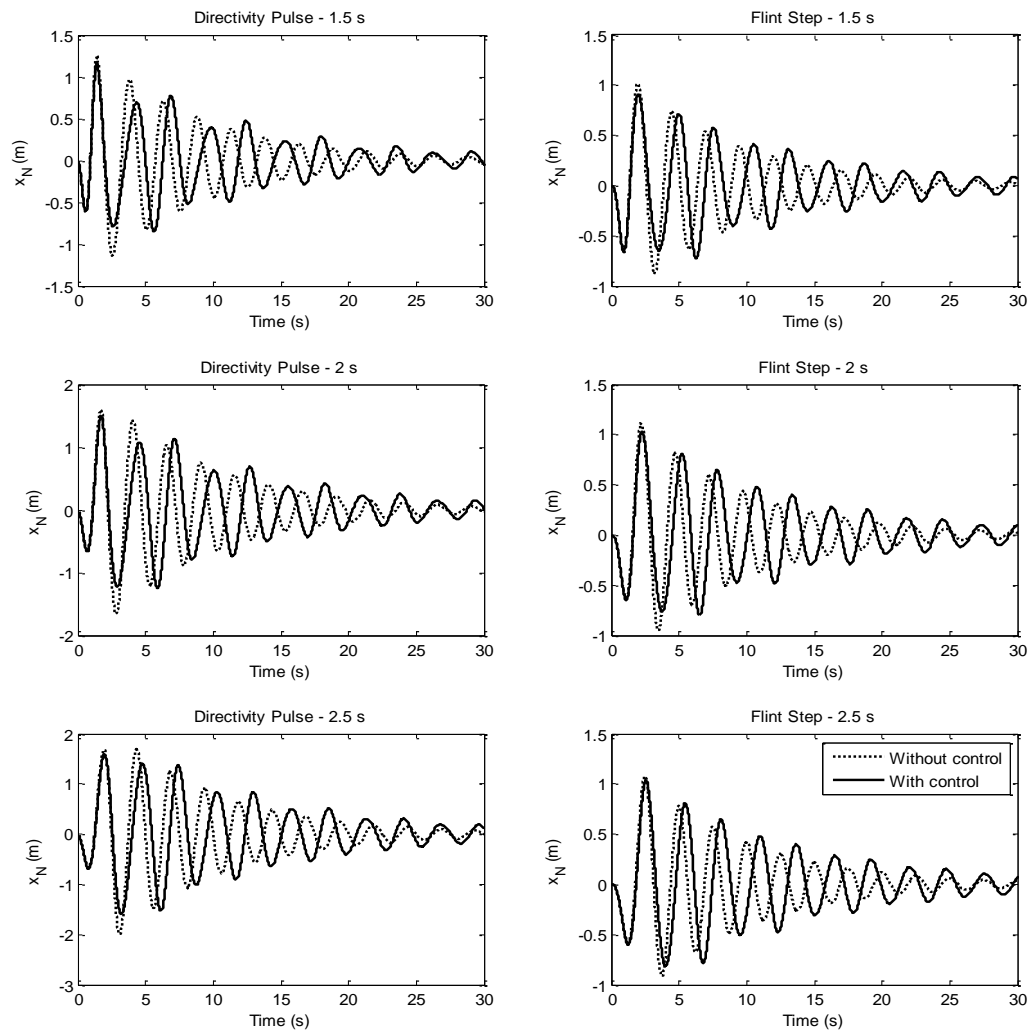 Directivity Pulse - 1.5 s
1.5
1
0.5
0
-0.5
-1
-1.5
x_N (m)
0 5 10 15 20 25 30
Time (s)
Flint Step - 1.5 s
1.5
1
0.5
0
-0.5
-1
x_N (m)
0 5 10 15 20 25 30
Time (s)
Directivity Pulse - 2 s
2
1
0
-1
-2
x_N (m)
0 5 10 15 20 25 30
Time (s)
Flint Step - 2 s
1.5
1
0.5
0
-0.5
-1
x_N (m)
0 5 10 15 20 25 30
Time (s)
Directivity Pulse - 2.5 s
2
1
0
-1
-2
-3
x_N (m)
0 5 10 15 20 25 30
Time (s)
Flint Step - 2.5 s
1.5
1
0.5
0
-0.5
-1
x_N (m)
Without control
With control
0 5 10 15 20 25 30
Time (s)